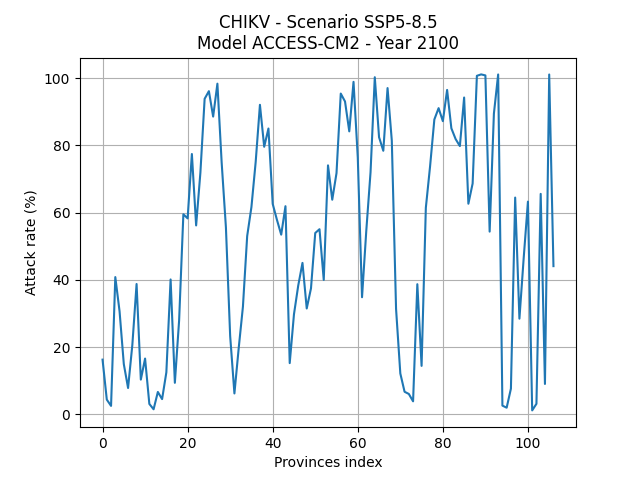 CHIKV - Scenario SSP5-8.5
Model ACCESS-CM2 - Year 2100
100
80
60
40
20
0
Attack rate (%)
0 20 40 60 80 100
Provinces index